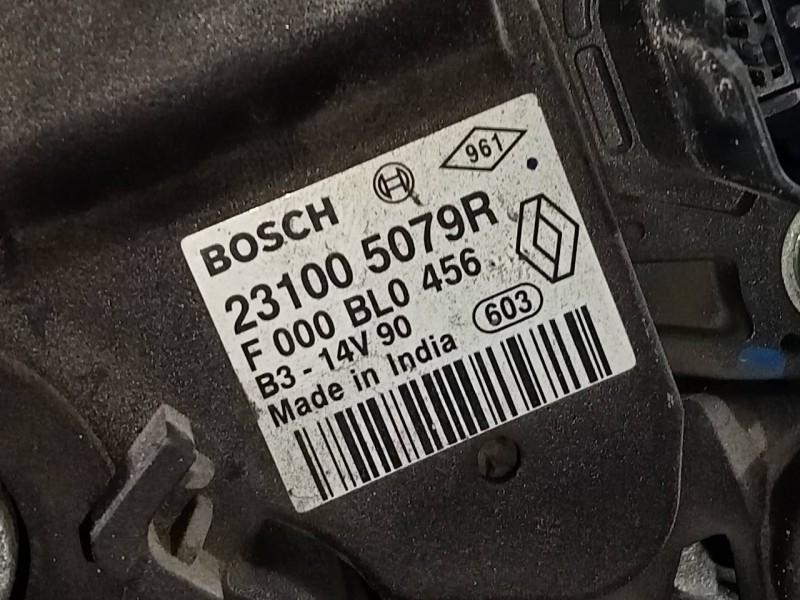 961
BOSCH
23100 5079R
F 000 BL0 456
B3 - 14V 90
603
Made in India